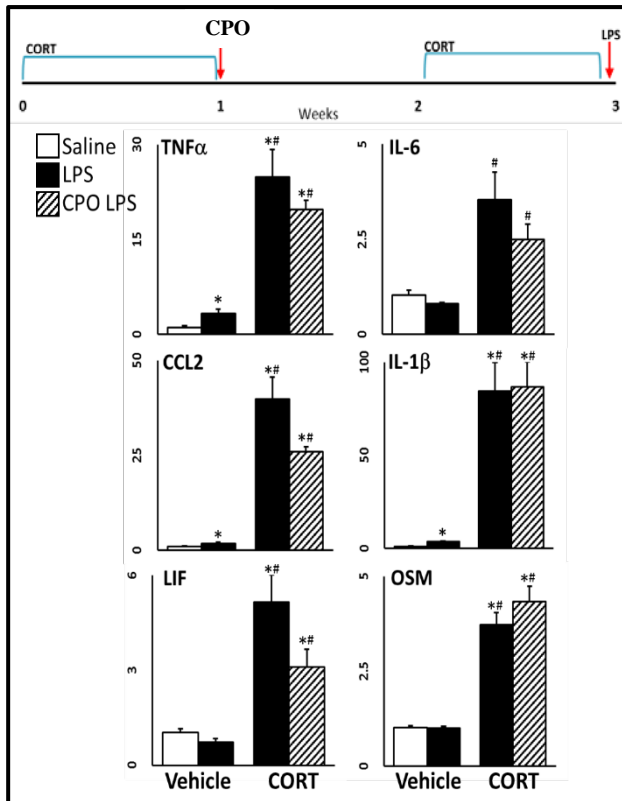 CPO
CORT CORT LPS
0 1 2 3
Weeks
Saline
LPS
CPO LPS
TNFα IL-6
30 5
15 2.5
0 0
*
*#
*#
#
#
CCL2 IL-1β
50 100
25 50
0 0
*
*#
*#
*
*#
*#
LIF OSM
6 5
3 2.5
0 0
*#
*#
*#
*#
Vehicle CORT Vehicle CORT